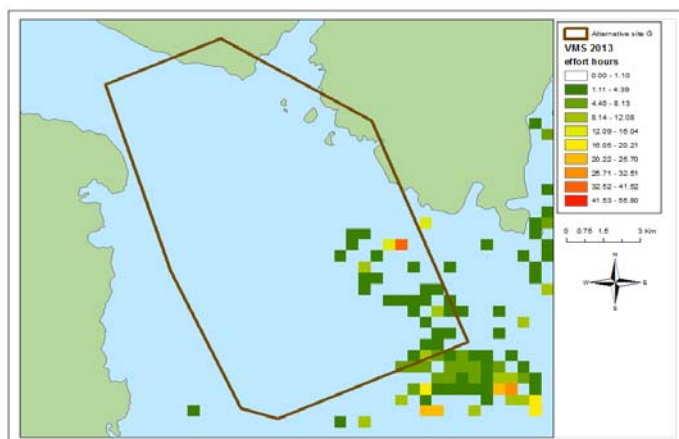 Alternative site G
VMS 2013
effort hours
0.00 - 1.10
1.11 - 4.39
4.40 - 8.13
8.14 - 12.08
12.09 - 16.04
16.05 - 20.21
20.22 - 25.70
25.71 - 32.51
32.52 - 41.52
41.53 - 55.80
0 0.75 1.5 3 Km
N
W E
S